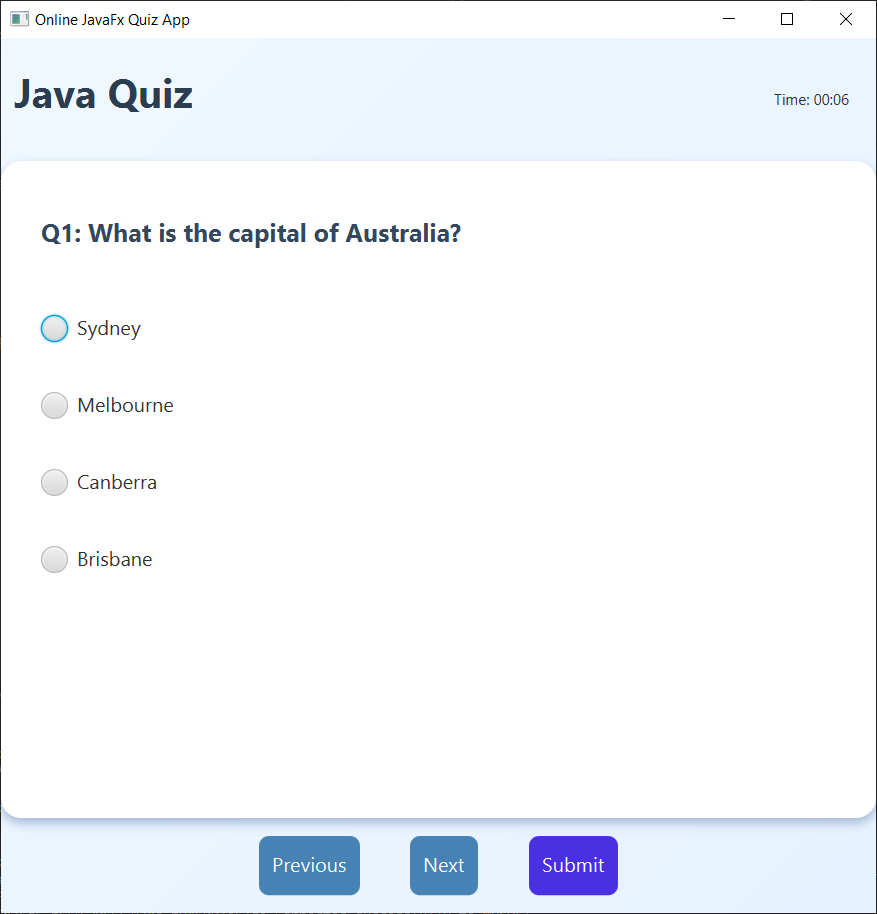 Online JavaFx Quiz App
Java Quiz
Time: 00:06
Q1: What is the capital of Australia?
Sydney
Melbourne
Canberra
Brisbane
Previous Next Submit